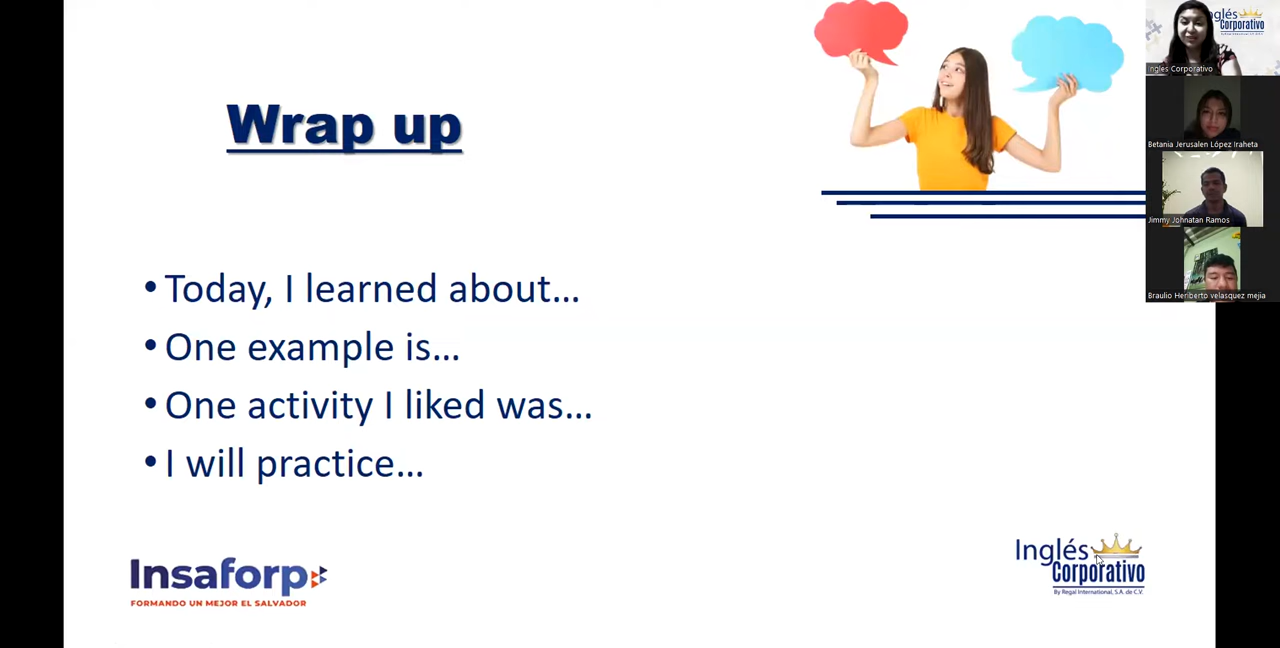 Wrap up
• Today, I learned about...
• One example is...
• One activity I liked was...
• I will practice...
Insaforp
FORMANDO UN MEJOR EL SALVADOR
Inglés
Corporativo
By Regal International, S.A. de C.V.
Inglés
Corporativo
Ingles Corporativo
Betania Jerusalen López Iraheta
Jimmy Johnatan Ramos
Braulio Heriberto velasquez mejia